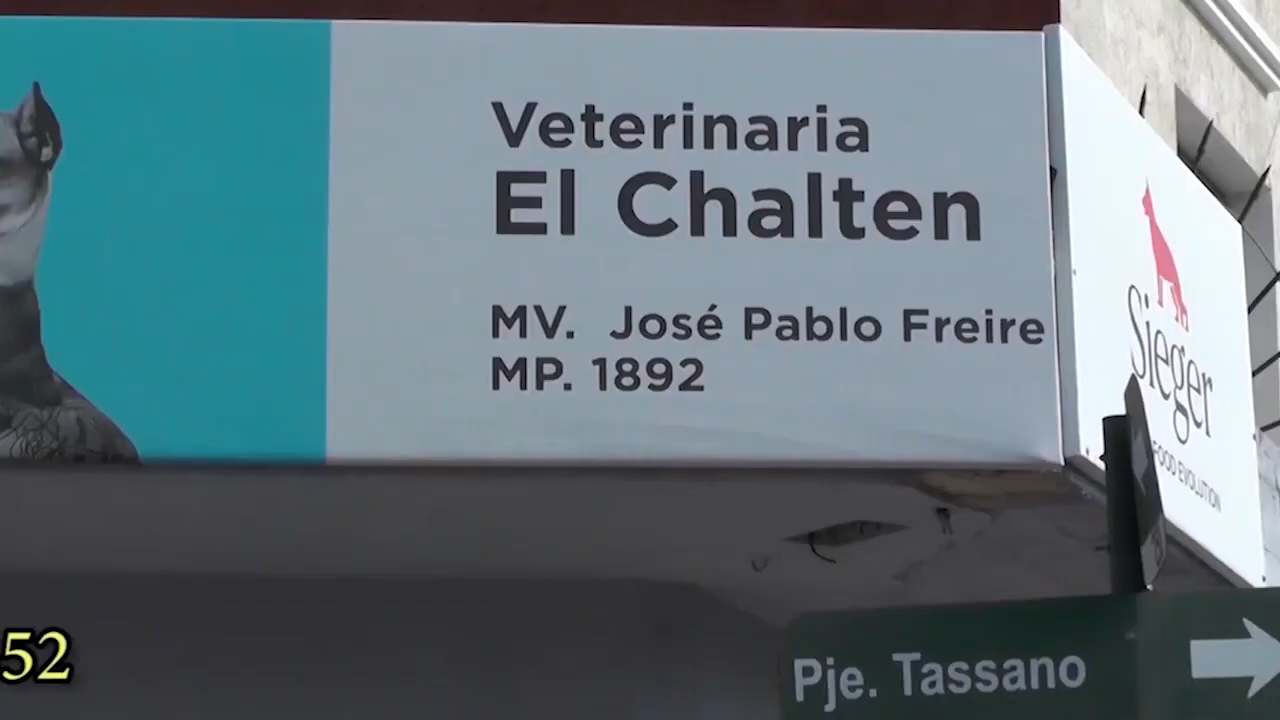 Veterinaria
El Chalten
MV. José Pablo Freire
MP. 1892
Sieger
FOOD EVOLUTION
52
Pje. Tassano